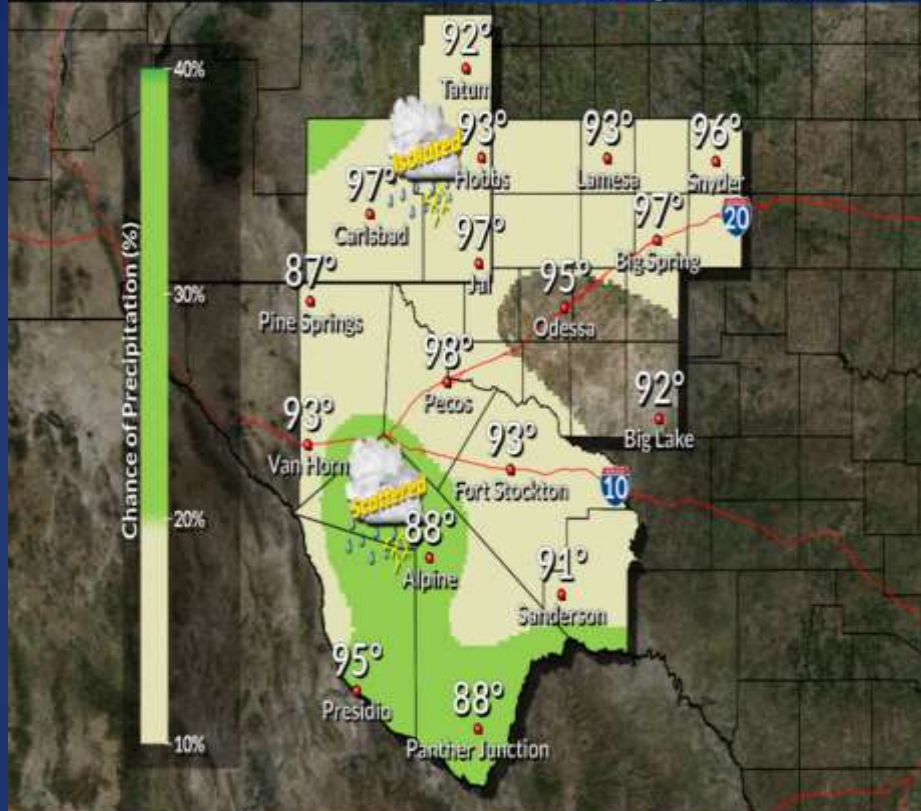 92°
Tatum
40%
Isolated
93°
Hobbs
93°
Lamesa
96°
Snyder
97°
Carlsbad
97°
Jal
97°
Big Spring
20
87°
Pine Springs
95°
Odessa
30%
98°
Pecos
92°
Big Lake
93°
Van Horn
93°
Fort Stockton
10
Chance of Precipitation (%)
20%
Scattered
88°
Alpine
91°
Sanderson
95°
Presidio
88°
Panther Junction
10%